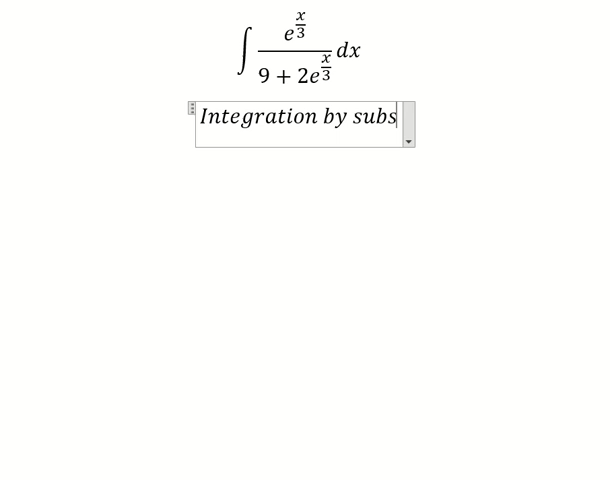 ∫ e^(x/3) / (9 + 2e^(x/3)) dx
Integration by subs